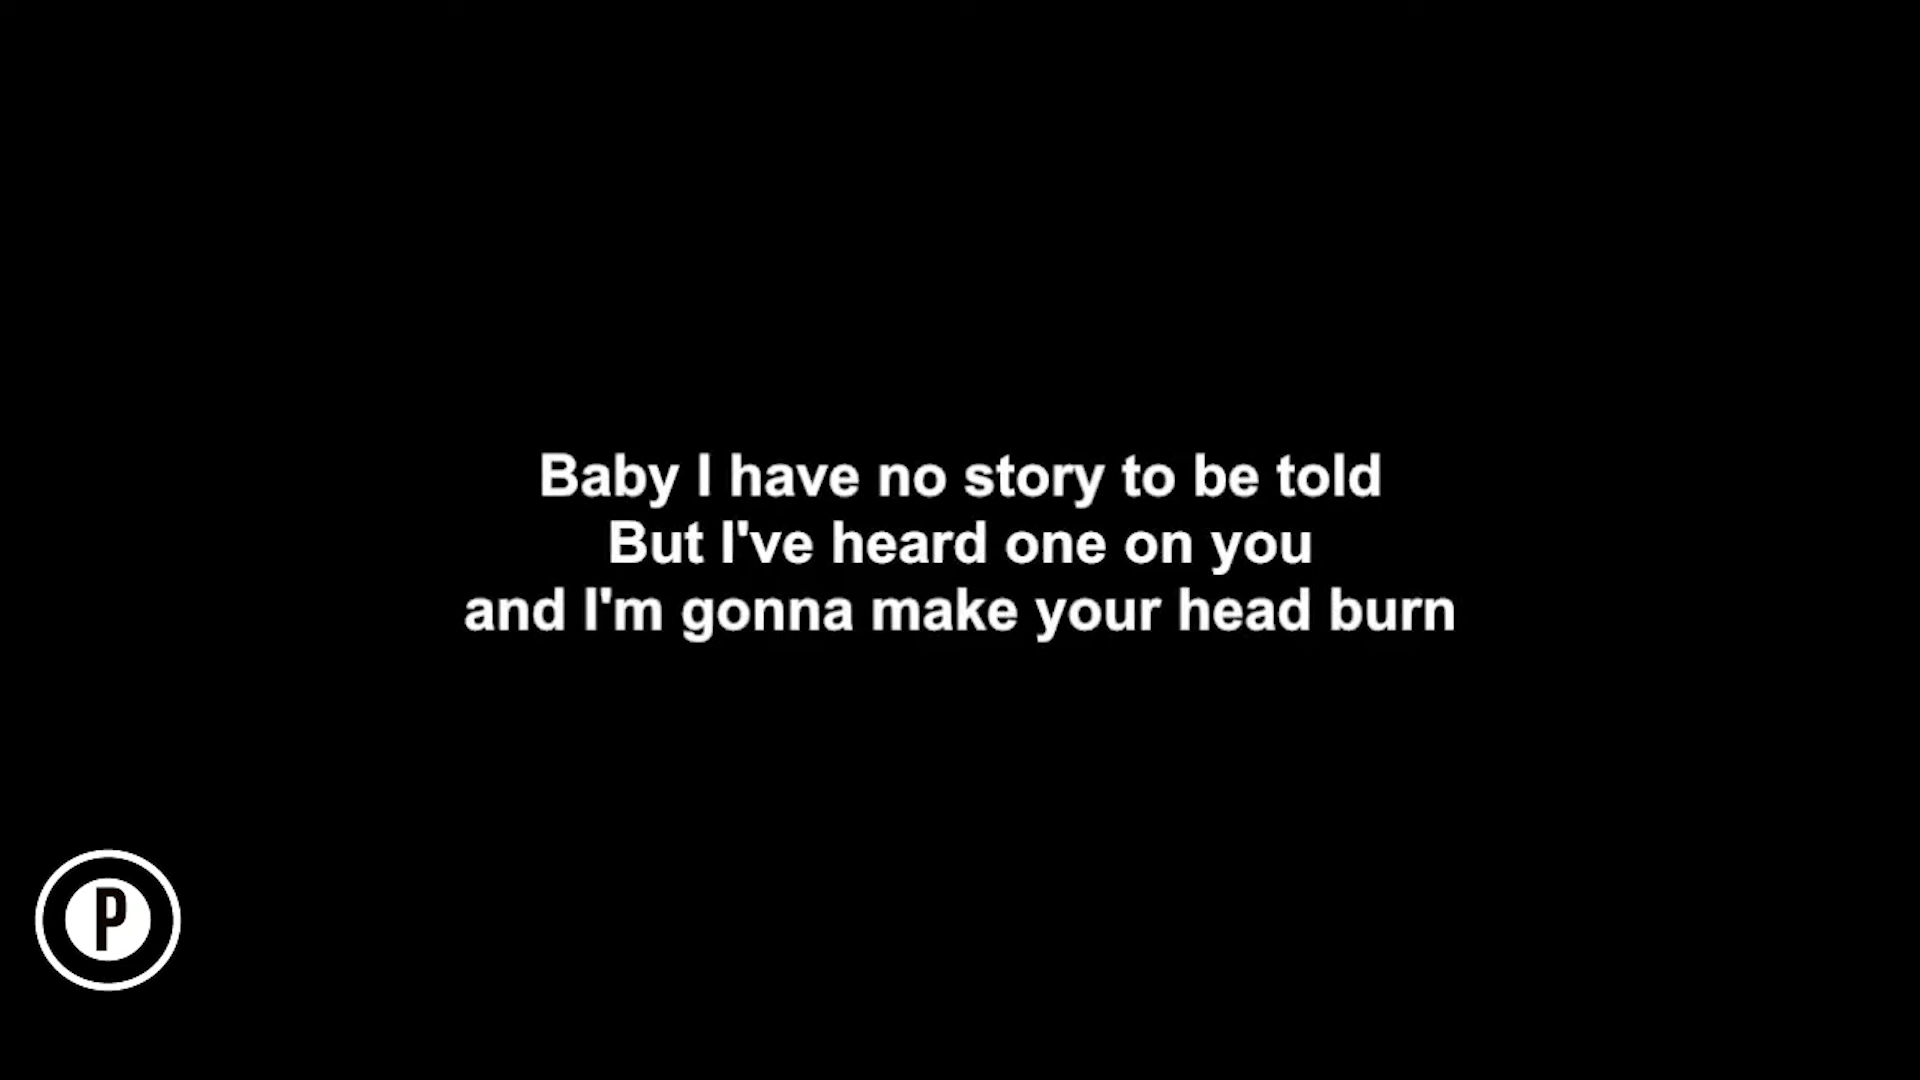 Baby I have no story to be told
But I've heard one on you
and I'm gonna make your head burn
P